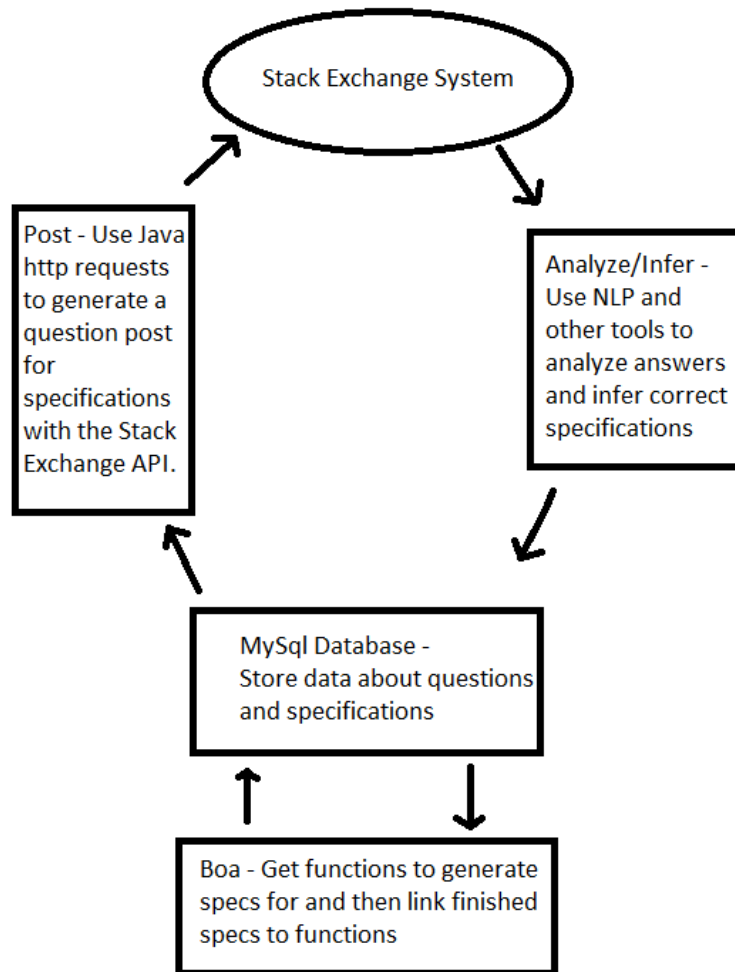 Stack Exchange System
Post - Use Java
http requests
to generate a
question post
for
specifications
with the Stack
Exchange API.
Analyze/Infer -
Use NLP and
other tools to
analyze answers
and infer correct
specifications
MySql Database -
Store data about questions
and specifications
Boa - Get functions to generate
specs for and then link finished
specs to functions